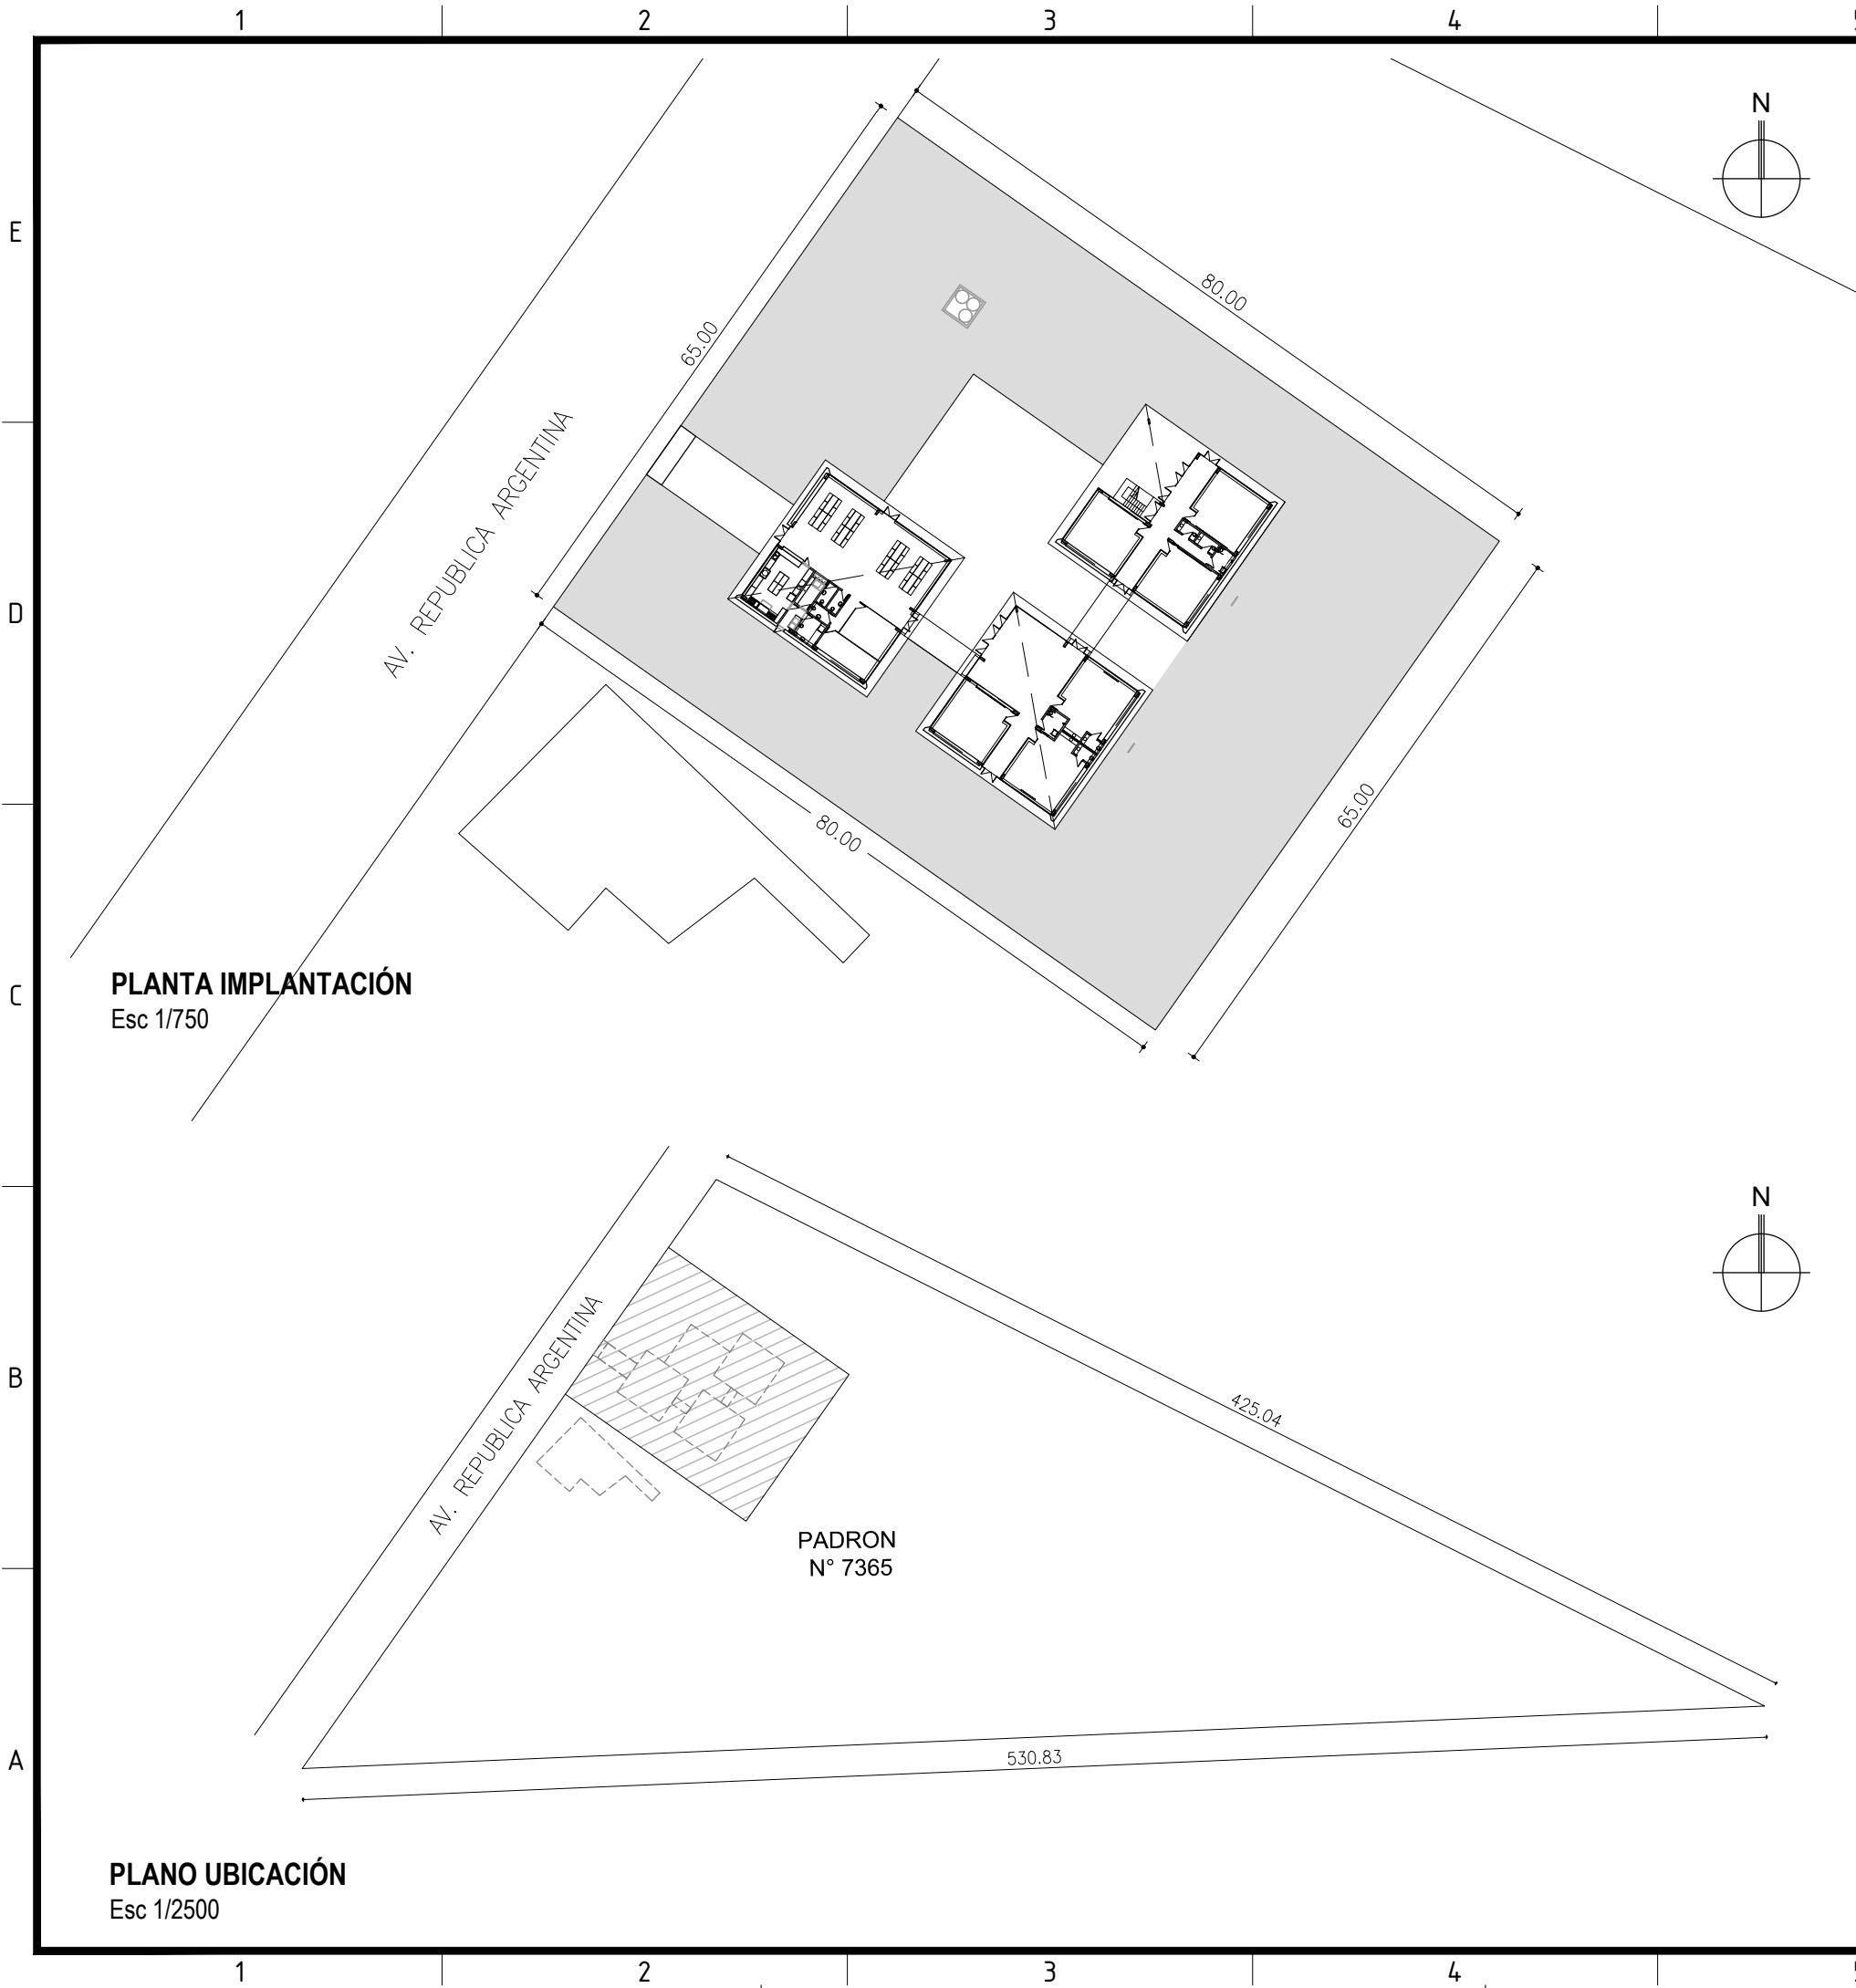 1 2 3 4
N
E
80.00
65.00
AV. REPUBLICA ARGENTINA
D
65.00
80.00
PLANTA IMPLANTACIÓN
C
Esc 1/750
N
AV. REPUBLICA ARGENTINA
B
425.04
PADRON
N° 7365
530.83
A
PLANO UBICACIÓN
Esc 1/2500
1 2 3 4